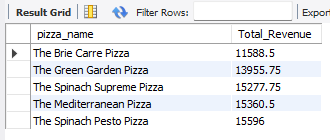 Result Grid Filter Rows: Export
pizza_name Total_Revenue
The Brie Carre Pizza 11588.5
The Green Garden Pizza 13955.75
The Spinach Supreme Pizza 15277.75
The Mediterranean Pizza 15360.5
The Spinach Pesto Pizza 15596